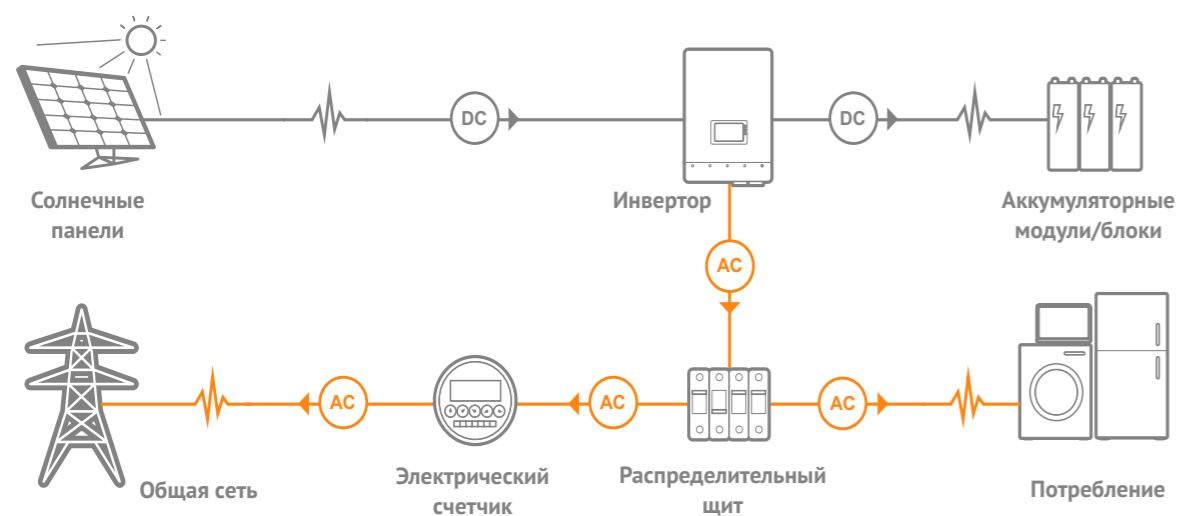 DC
DC
Солнечные
панели
Инвертор
Аккумуляторные
модули/блоки
AC
AC
AC
AC
Общая сеть
Электрический
счетчик
Распределительный
щит
Потребление